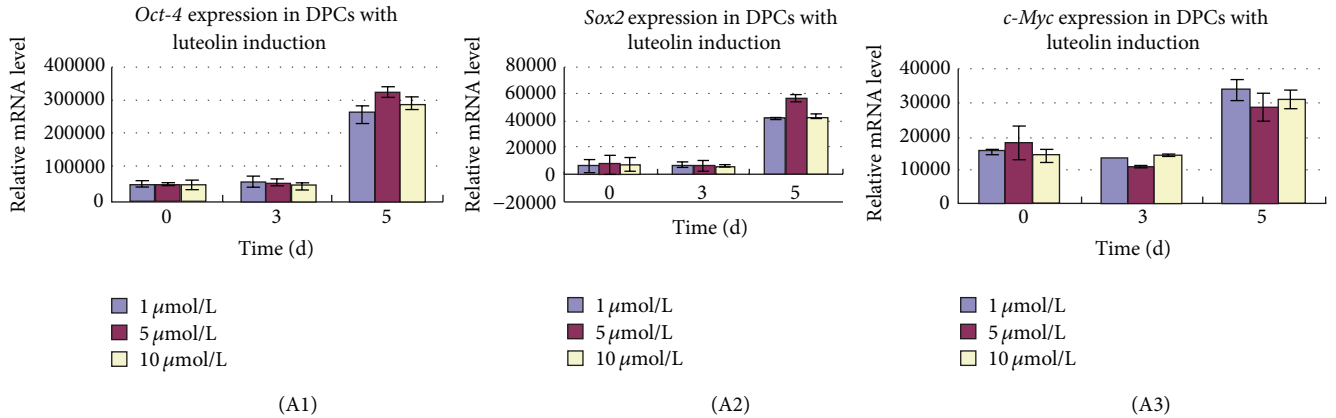 Oct-4 expression in DPCs with
luteolin induction
Relative mRNA level
400000
300000
200000
100000
0
0 3 5
Time (d)
1 μmol/L
5 μmol/L
10 μmol/L
(A1)
Sox2 expression in DPCs with
luteolin induction
Relative mRNA level
80000
60000
40000
20000
0
−20000
0 3 5
Time (d)
1 μmol/L
5 μmol/L
10 μmol/L
(A2)
c-Myc expression in DPCs with
luteolin induction
Relative mRNA level
40000
30000
20000
10000
0
0 3 5
Time (d)
1 μmol/L
5 μmol/L
10 μmol/L
(A3)